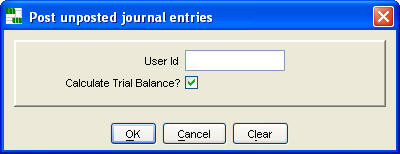 Post unposted journal entries
User Id
Calculate Trial Balance?
OK Cancel Clear